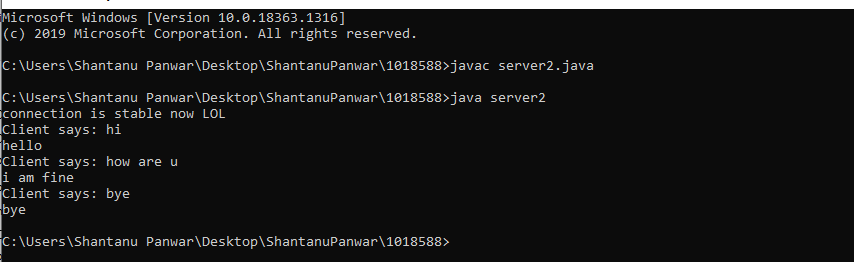 Microsoft Windows [Version 10.0.18363.1316]
(c) 2019 Microsoft Corporation. All rights reserved.
C:\Users\Shantanu Panwar\Desktop\ShantanuPanwar\1018588>javac server2.java
C:\Users\Shantanu Panwar\Desktop\ShantanuPanwar\1018588>java server2
connection is stable now LOL
Client says: hi
hello
Client says: how are u
i am fine
Client says: bye
bye
C:\Users\Shantanu Panwar\Desktop\ShantanuPanwar\1018588>